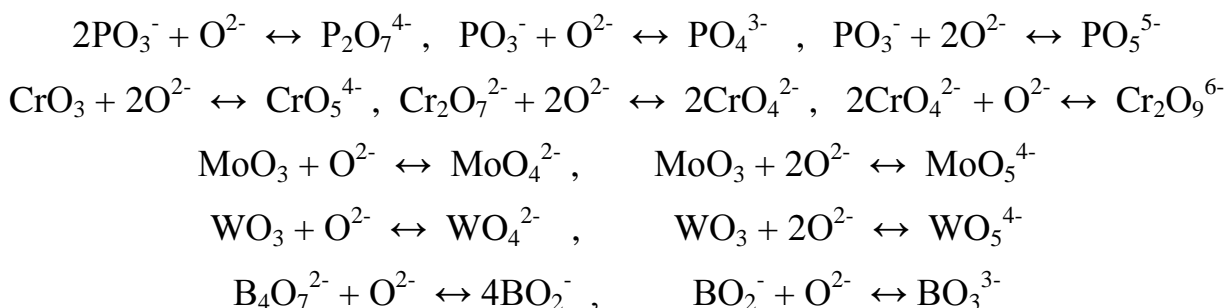 2PO₃⁻ + O²⁻ ↔ P₂O₇⁴⁻ , PO₃⁻ + O²⁻ ↔ PO₄³⁻ , PO₃⁻ + 2O²⁻ ↔ PO₅⁵⁻
CrO₃ + 2O²⁻ ↔ CrO₅⁴⁻ , Cr₂O₇²⁻ + 2O²⁻ ↔ 2CrO₄²⁻ , 2CrO₄²⁻ + O²⁻ ↔ Cr₂O₉⁶⁻
MoO₃ + O²⁻ ↔ MoO₄²⁻ , MoO₃ + 2O²⁻ ↔ MoO₅⁴⁻
WO₃ + O²⁻ ↔ WO₄²⁻ , WO₃ + 2O²⁻ ↔ WO₅⁴⁻
B₄O₇²⁻ + O²⁻ ↔ 4BO₂⁻ , BO₂⁻ + O²⁻ ↔ BO₃³⁻